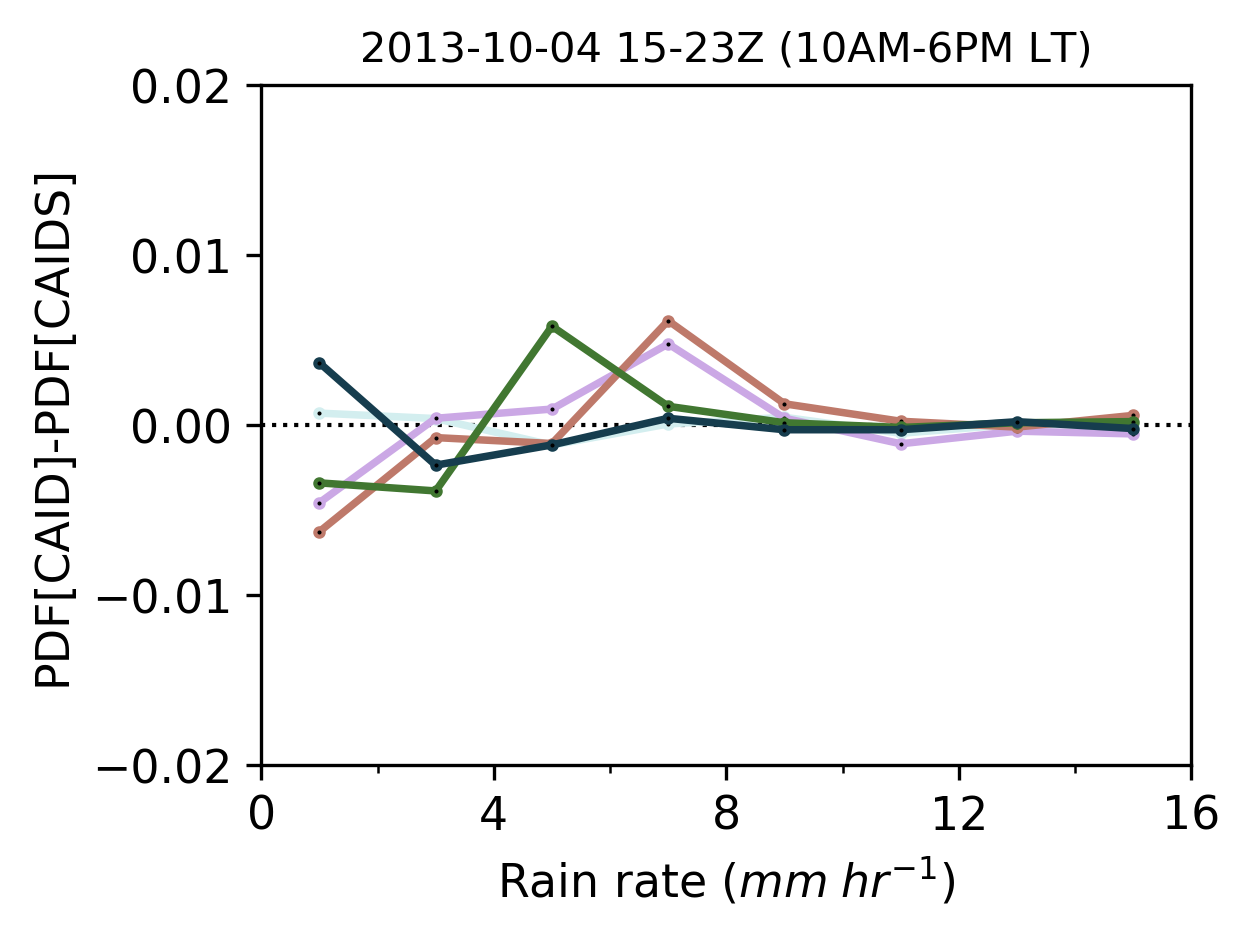 2013-10-04 15-23Z (10AM-6PM LT)
PDF[CAID]-PDF[CAIDS]
0.02
0.01
0.00
−0.01
−0.02
0 4 8 12 16
Rain rate (mm hr⁻¹)